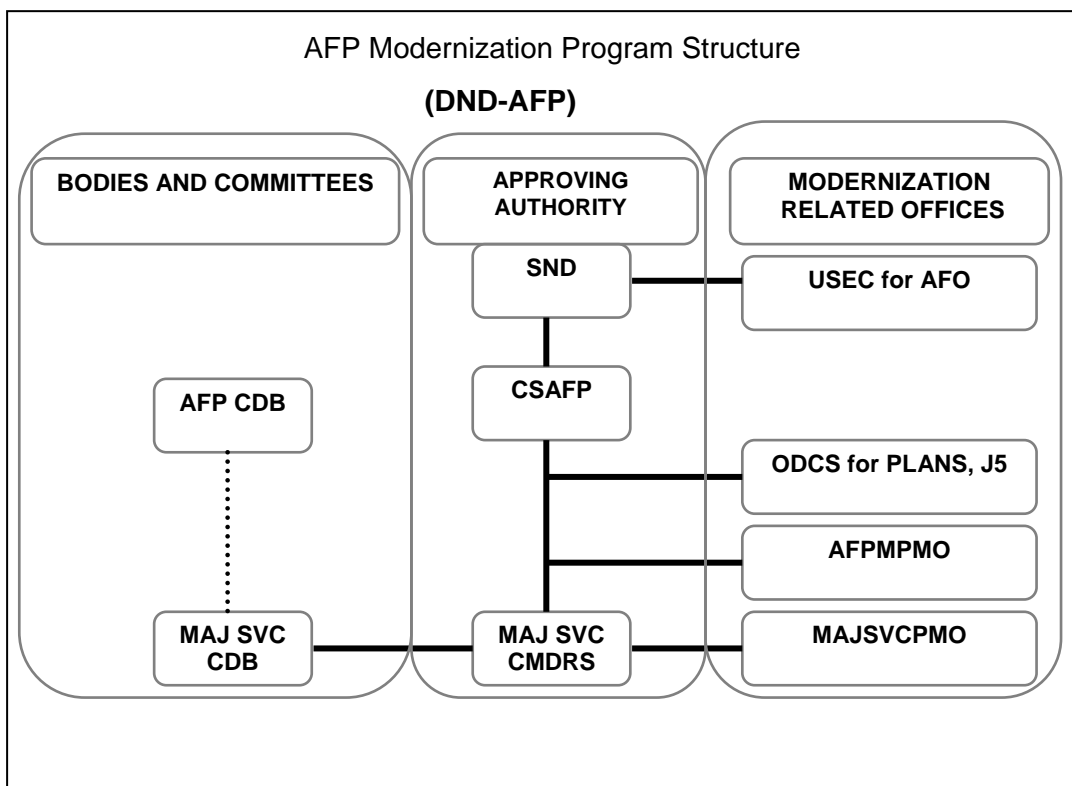 AFP Modernization Program Structure
(DND-AFP)
BODIES AND COMMITTEES
APPROVING
AUTHORITY
MODERNIZATION
RELATED OFFICES
SND
USEC for AFO
AFP CDB
CSAFP
ODCS for PLANS, J5
AFPMPMO
MAJ SVC
CDB
MAJ SVC
CMDRS
MAJSVCPMO